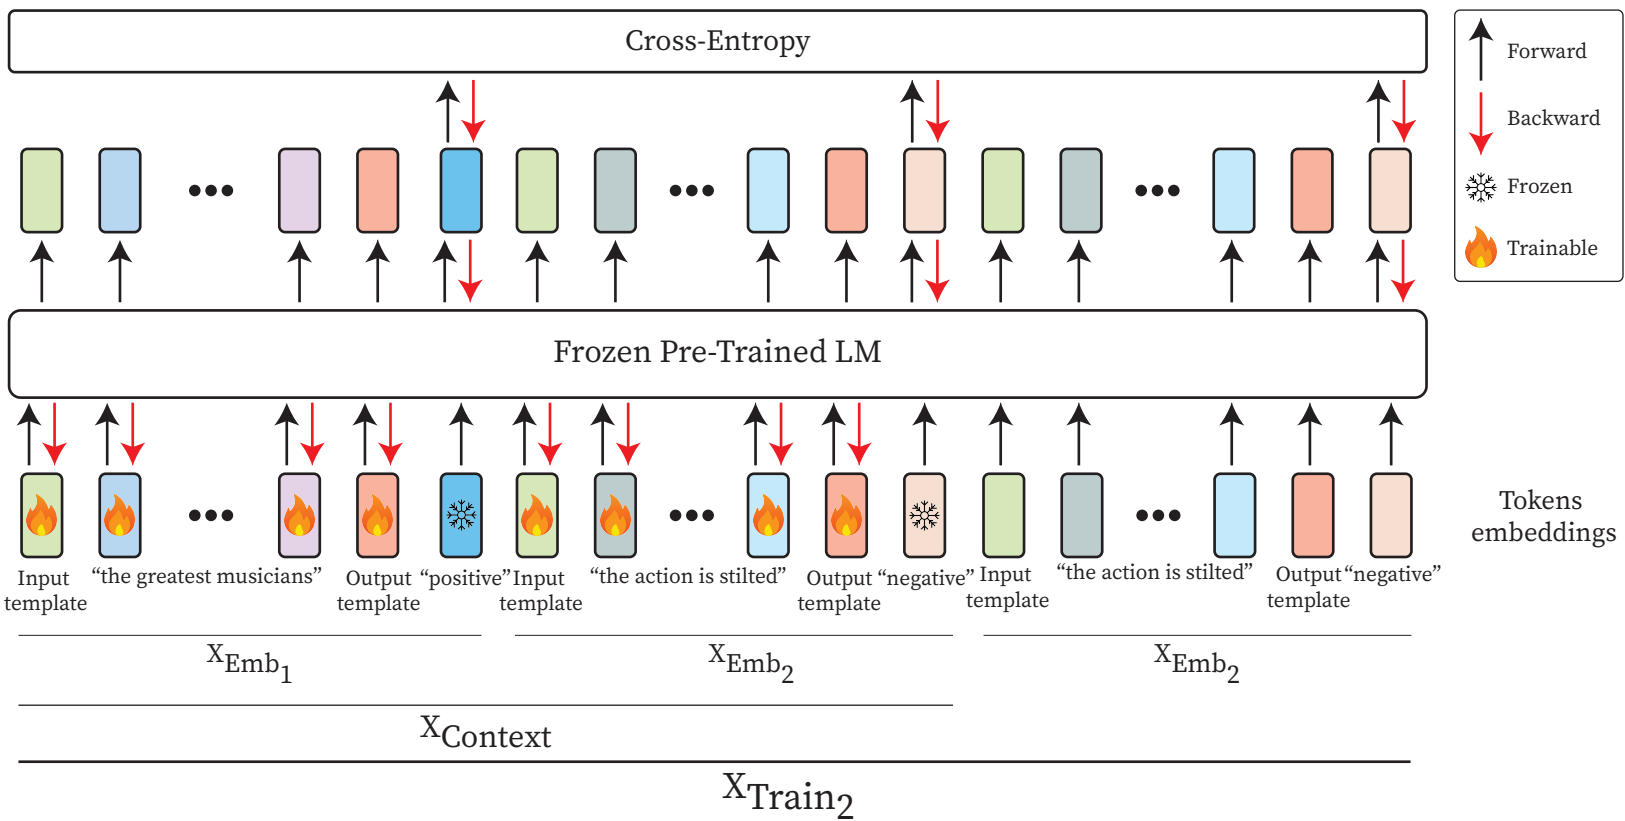 Cross-Entropy
Forward
Backward
Frozen
Trainable
Frozen Pre-Trained LM
Tokens
embeddings
Input
template
“the greatest musicians”
Output
template
“positive”
Input
template
“the action is stilted”
Output
template
“negative”
Input
template
“the action is stilted”
Output
template
“negative”
XEmb1
XEmb2
XEmb2
XContext
XTrain2